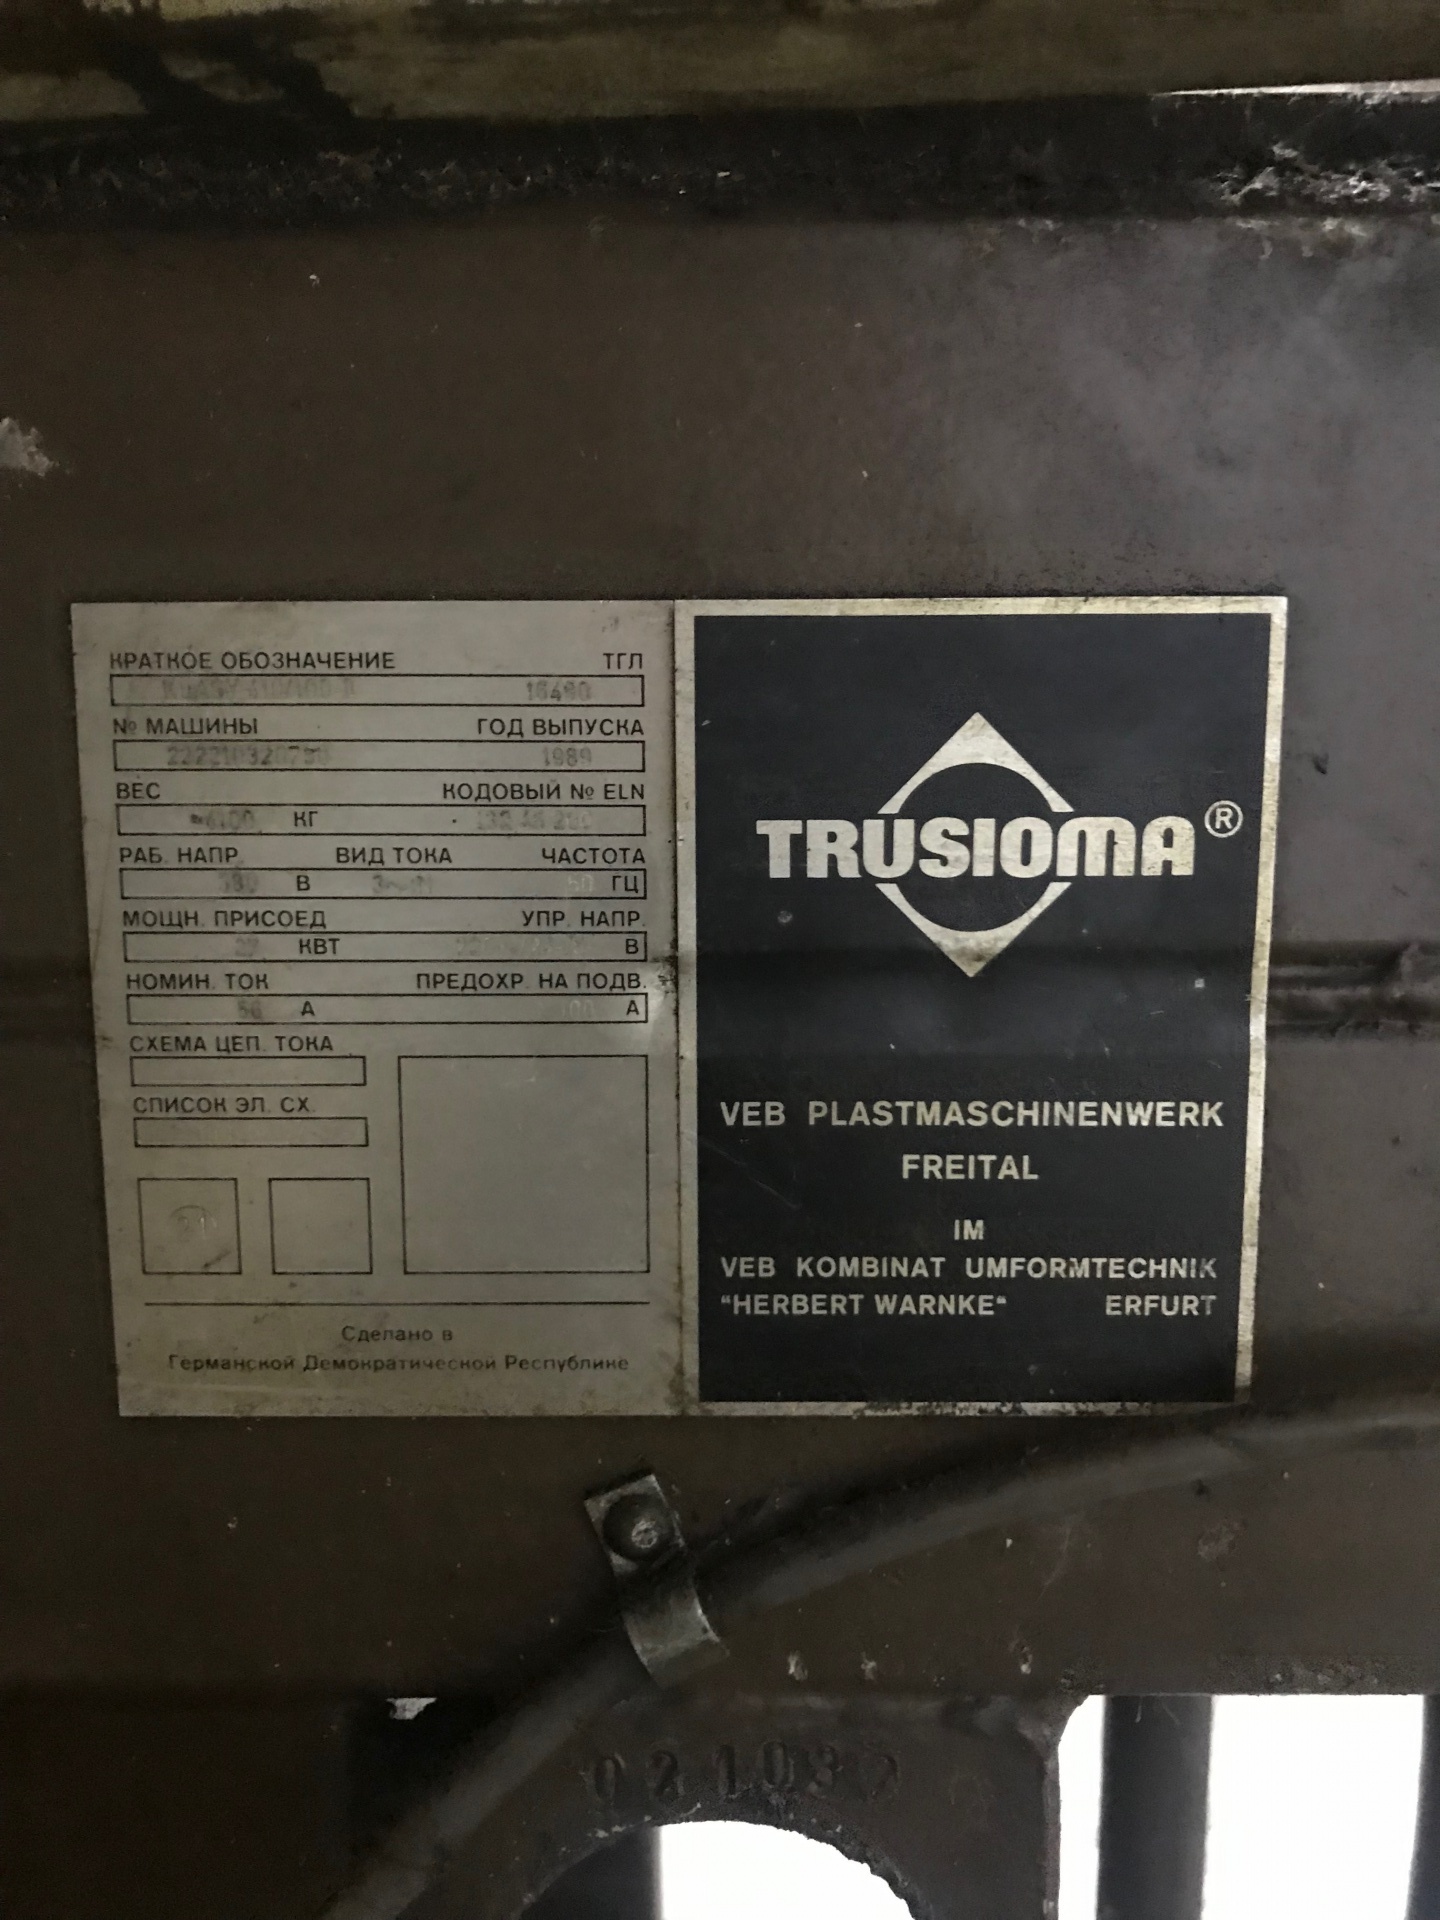 КРАТКОЕ ОБОЗНАЧЕНИЕ ТГЛ
16490
№ МАШИНЫ ГОД ВЫПУСКА
1989
ВЕС КОДОВЫЙ № ELN
КГ
РАБ. НАПР. ВИД ТОКА ЧАСТОТА
380 В 50 ГЦ
МОЩН. ПРИСОЕД УПР. НАПР.
КВТ В
НОМИН. ТОК ПРЕДОХР. НА ПОДВ.
А А
СХЕМА ЦЕП. ТОКА
СПИСОК ЭЛ. СХ.
Сделано в
Германской Демократической Республике
TRUSIOMA ®
VEB PLASTMASCHINENWERK
FREITAL
IM
VEB KOMBINAT UMFORMTECHNIK
“HERBERT WARNKE“ ERFURT